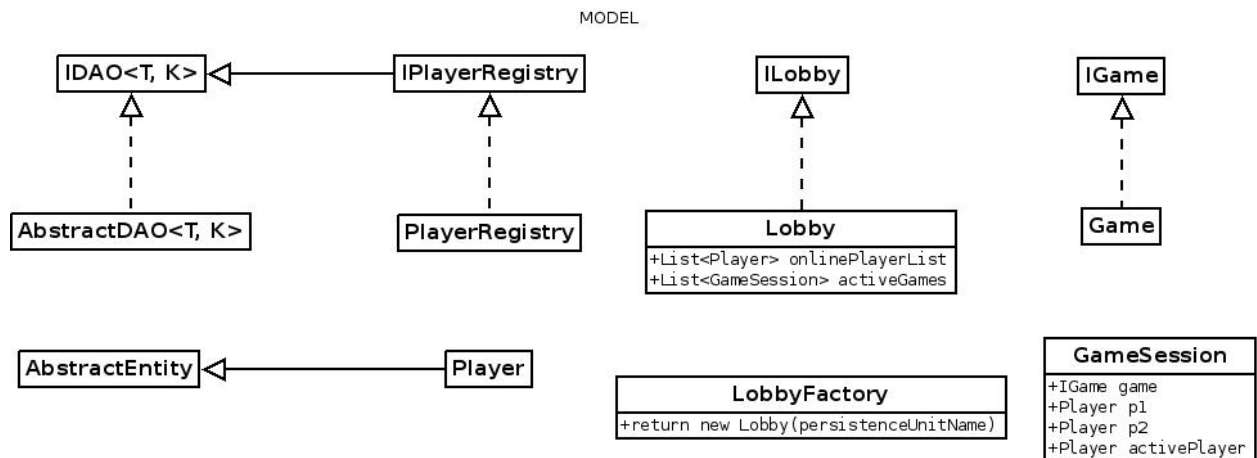 MODEL
IDAO<T, K>
IPlayerRegistry
ILobby
IGame
AbstractDAO<T, K>
PlayerRegistry
Lobby
+List<Player> onlinePlayerList
+List<GameSession> activeGames
Game
AbstractEntity
Player
LobbyFactory
+return new Lobby(persistenceUnitName)
GameSession
+IGame game
+Player p1
+Player p2
+Player activePlayer